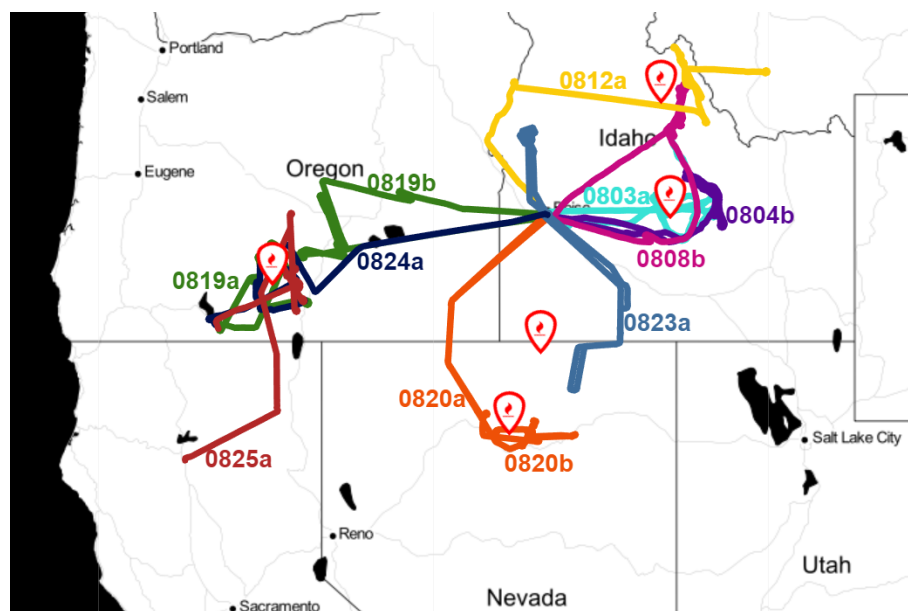 Portland
0812a
Salem
Idaho
Eugene
Oregon
0819b
0803a
Boise
0804b
0808b
0824a
0819a
0823a
0820a
Salt Lake City
0825a
0820b
Reno
Utah
Nevada
Sacramento